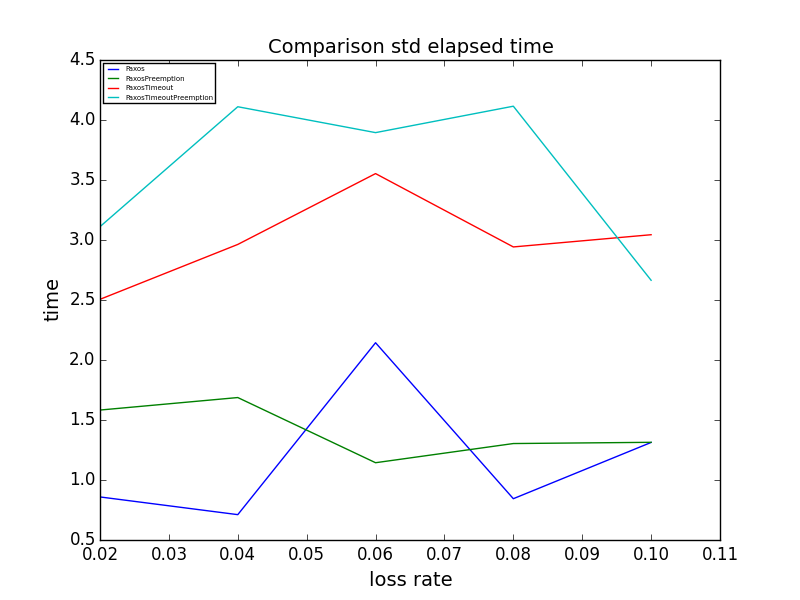 Comparison std elapsed time
4.5
4.0
3.5
3.0
2.5
2.0
1.5
1.0
0.5
time
Paxos
PaxosPreemption
PaxosTimeout
PaxosTimeoutPreemption
0.02 0.03 0.04 0.05 0.06 0.07 0.08 0.09 0.10 0.11
loss rate